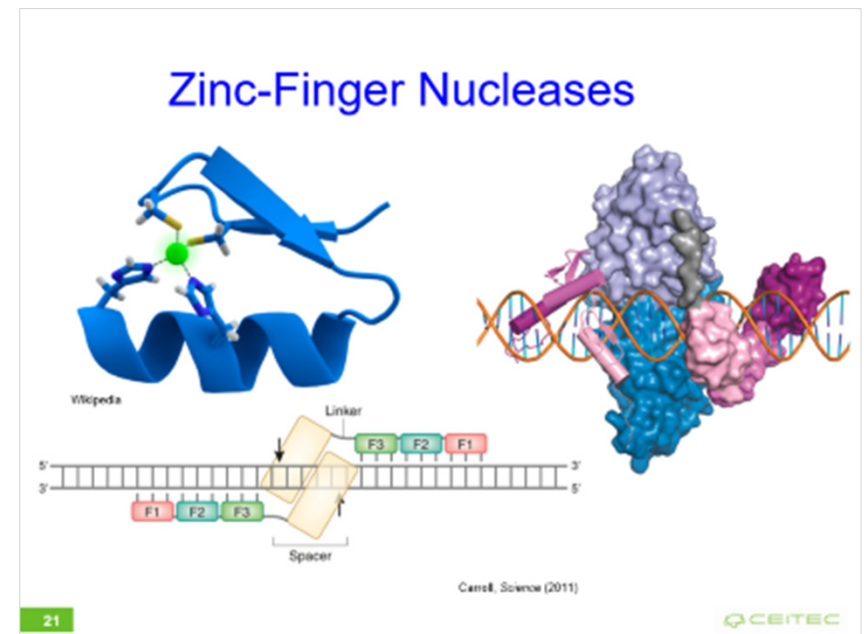 Zinc-Finger Nucleases
Wikipedia
Linker
F3 F2 F1
5' 3'
3' 5'
F1 F2 F3
Spacer
Carroll, Science (2011)
21
CEITEC